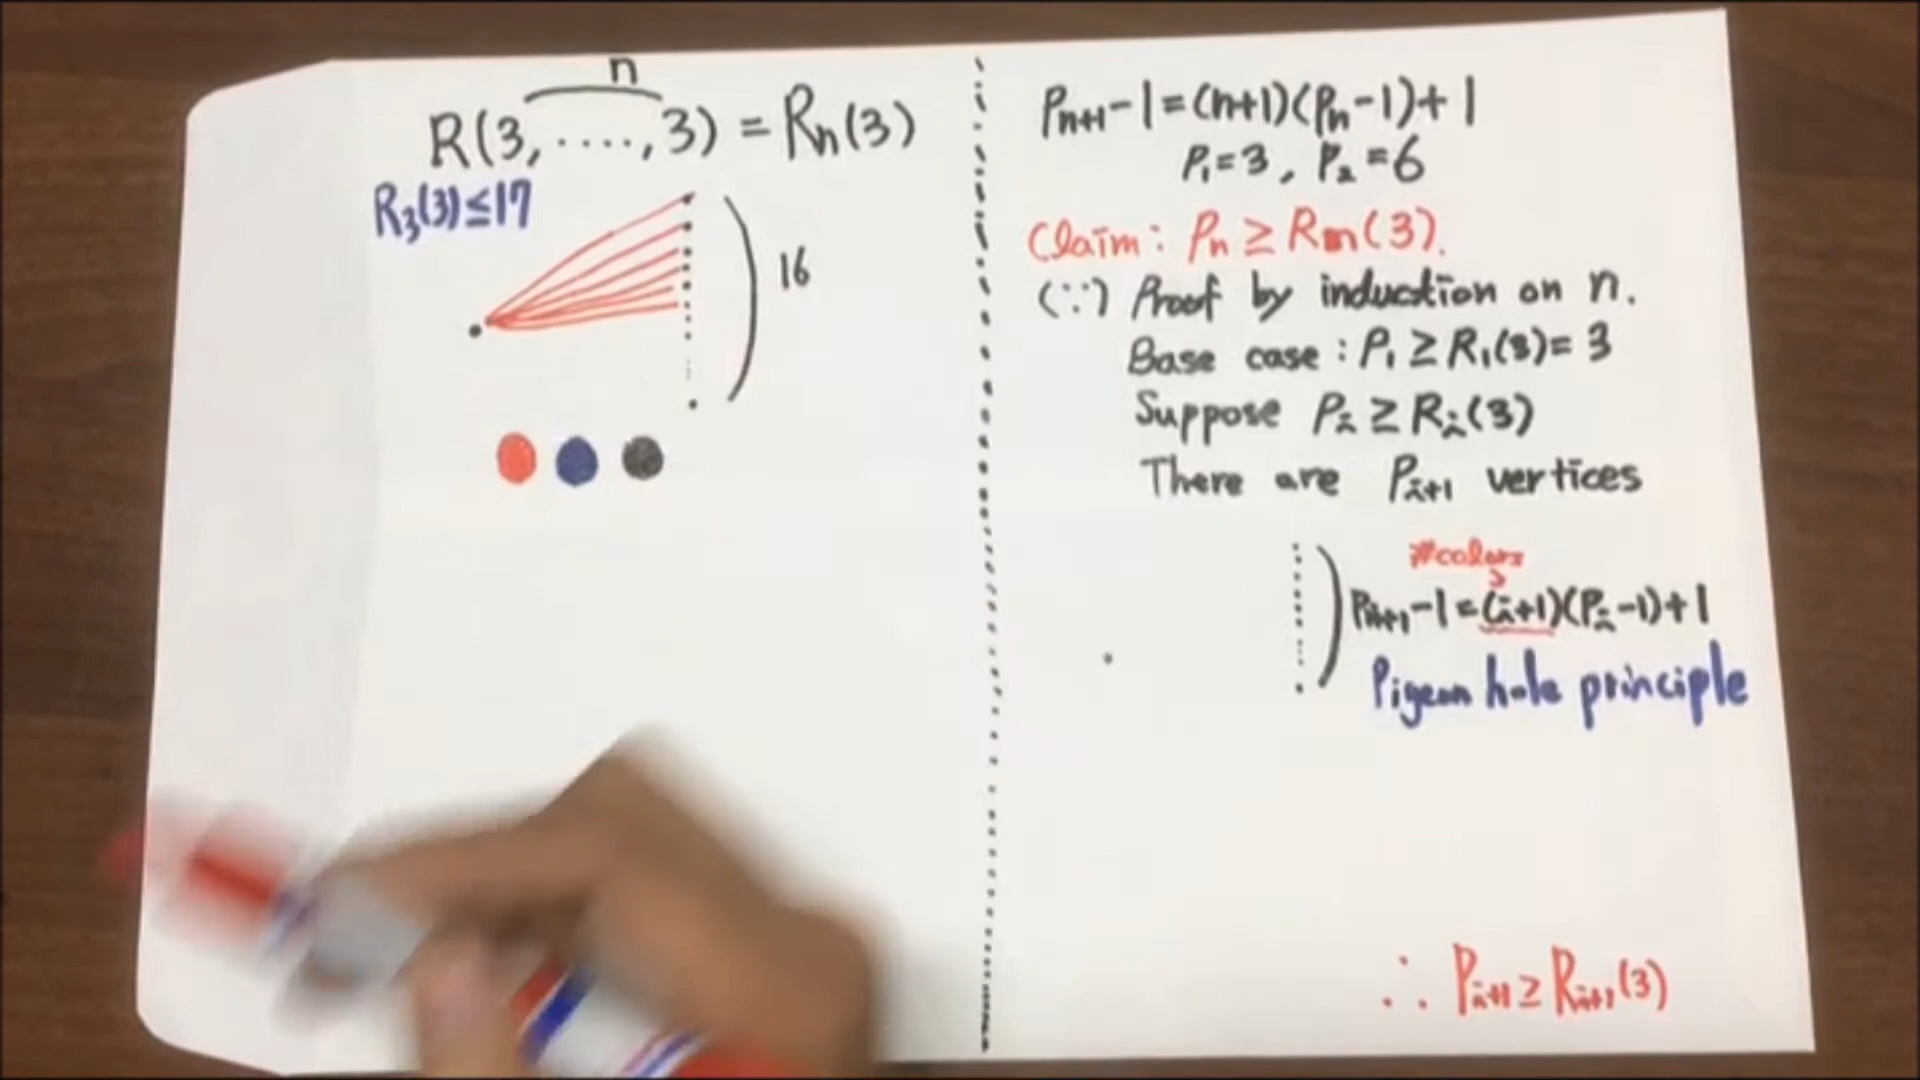 n
R(3,....,3) = Rn(3)
R3(3)≤17
16
Pn+1-1=(n+1)(Pn-1)+1
P1=3, P2=6
Claim: Pn ≥ Rn(3).
(∵) Proof by induction on n.
Base case: P1 ≥ R1(3)= 3
Suppose Pi ≥ Ri(3)
There are Pi+1 vertices
#colors
Pi+1-1=(i+1)(Pi-1)+1
Pigeon hole principle
∴ Pi+1 ≥ Ri+1(3)